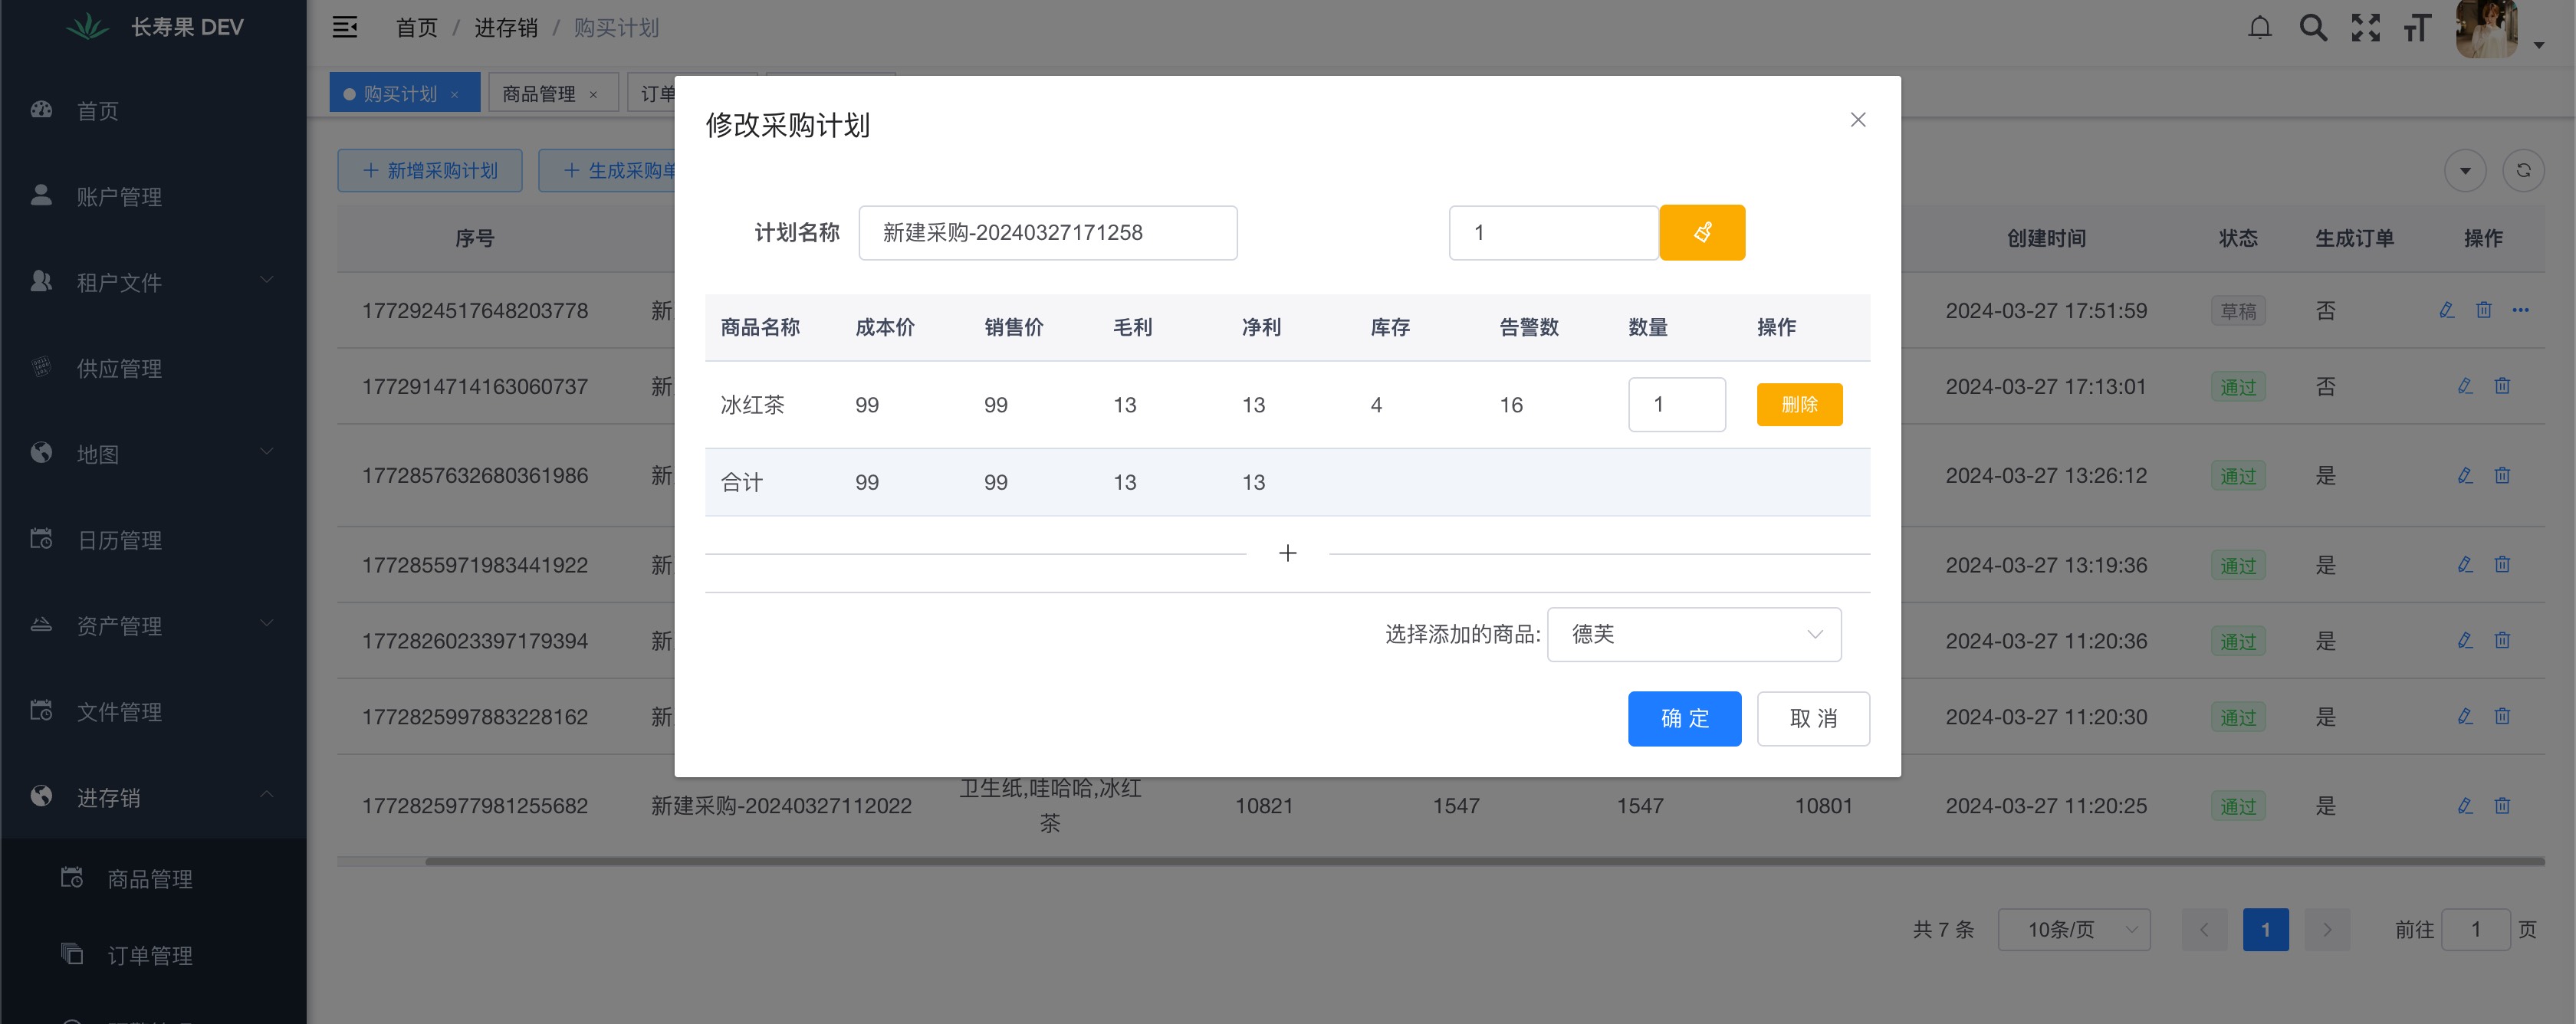 长寿果 DEV
首页 / 进存销 / 购买计划
购买计划 ×
商品管理 ×
订单
首页
账户管理
租户文件
供应管理
地图
日历管理
资产管理
文件管理
进存销
商品管理
订单管理
+ 新增采购计划
+ 生成采购单
序号 创建时间 状态 生成订单 操作
1772924517648203778 新 2024-03-27 17:51:59 草稿 否
1772914714163060737 新 2024-03-27 17:13:01 通过 否
1772857632680361986 新 2024-03-27 13:26:12 通过 是
1772855971983441922 新 2024-03-27 13:19:36 通过 是
1772826023397179394 新 2024-03-27 11:20:36 通过 是
1772825997883228162 新 2024-03-27 11:20:30 通过 是
1772825977981255682 新建采购-20240327112022 卫生纸,哇哈哈,冰红 10821 1547 1547 10801 2024-03-27 11:20:25 通过 是
茶
共 7 条 10条/页 1 前往 1 页
修改采购计划
计划名称 新建采购-20240327171258 1
商品名称 成本价 销售价 毛利 净利 库存 告警数 数量 操作
冰红茶 99 99 13 13 4 16 1 删除
合计 99 99 13 13
+
选择添加的商品: 德芙
确 定 取 消